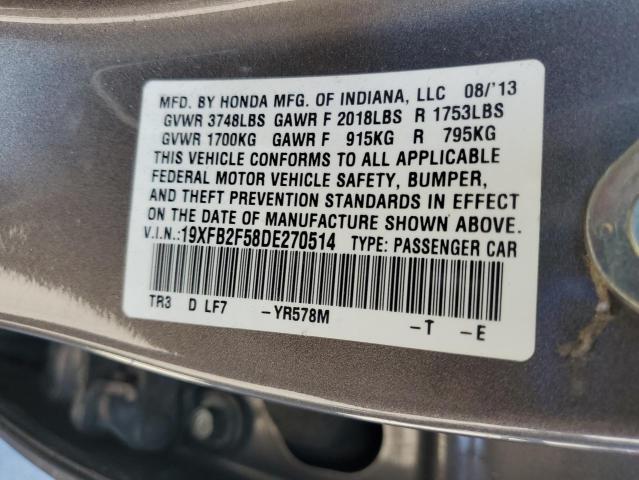 MFD. BY HONDA MFG. OF INDIANA, LLC 08/'13
GVWR 3748LBS GAWR F 2018LBS R 1753LBS
GVWR 1700KG GAWR F 915KG R 795KG
THIS VEHICLE CONFORMS TO ALL APPLICABLE
FEDERAL MOTOR VEHICLE SAFETY, BUMPER,
AND THEFT PREVENTION STANDARDS IN EFFECT
ON THE DATE OF MANUFACTURE SHOWN ABOVE.
V.I.N.:19XFB2F58DE270514 TYPE: PASSENGER CAR
TR3 D LF7 -YR578M -T -E